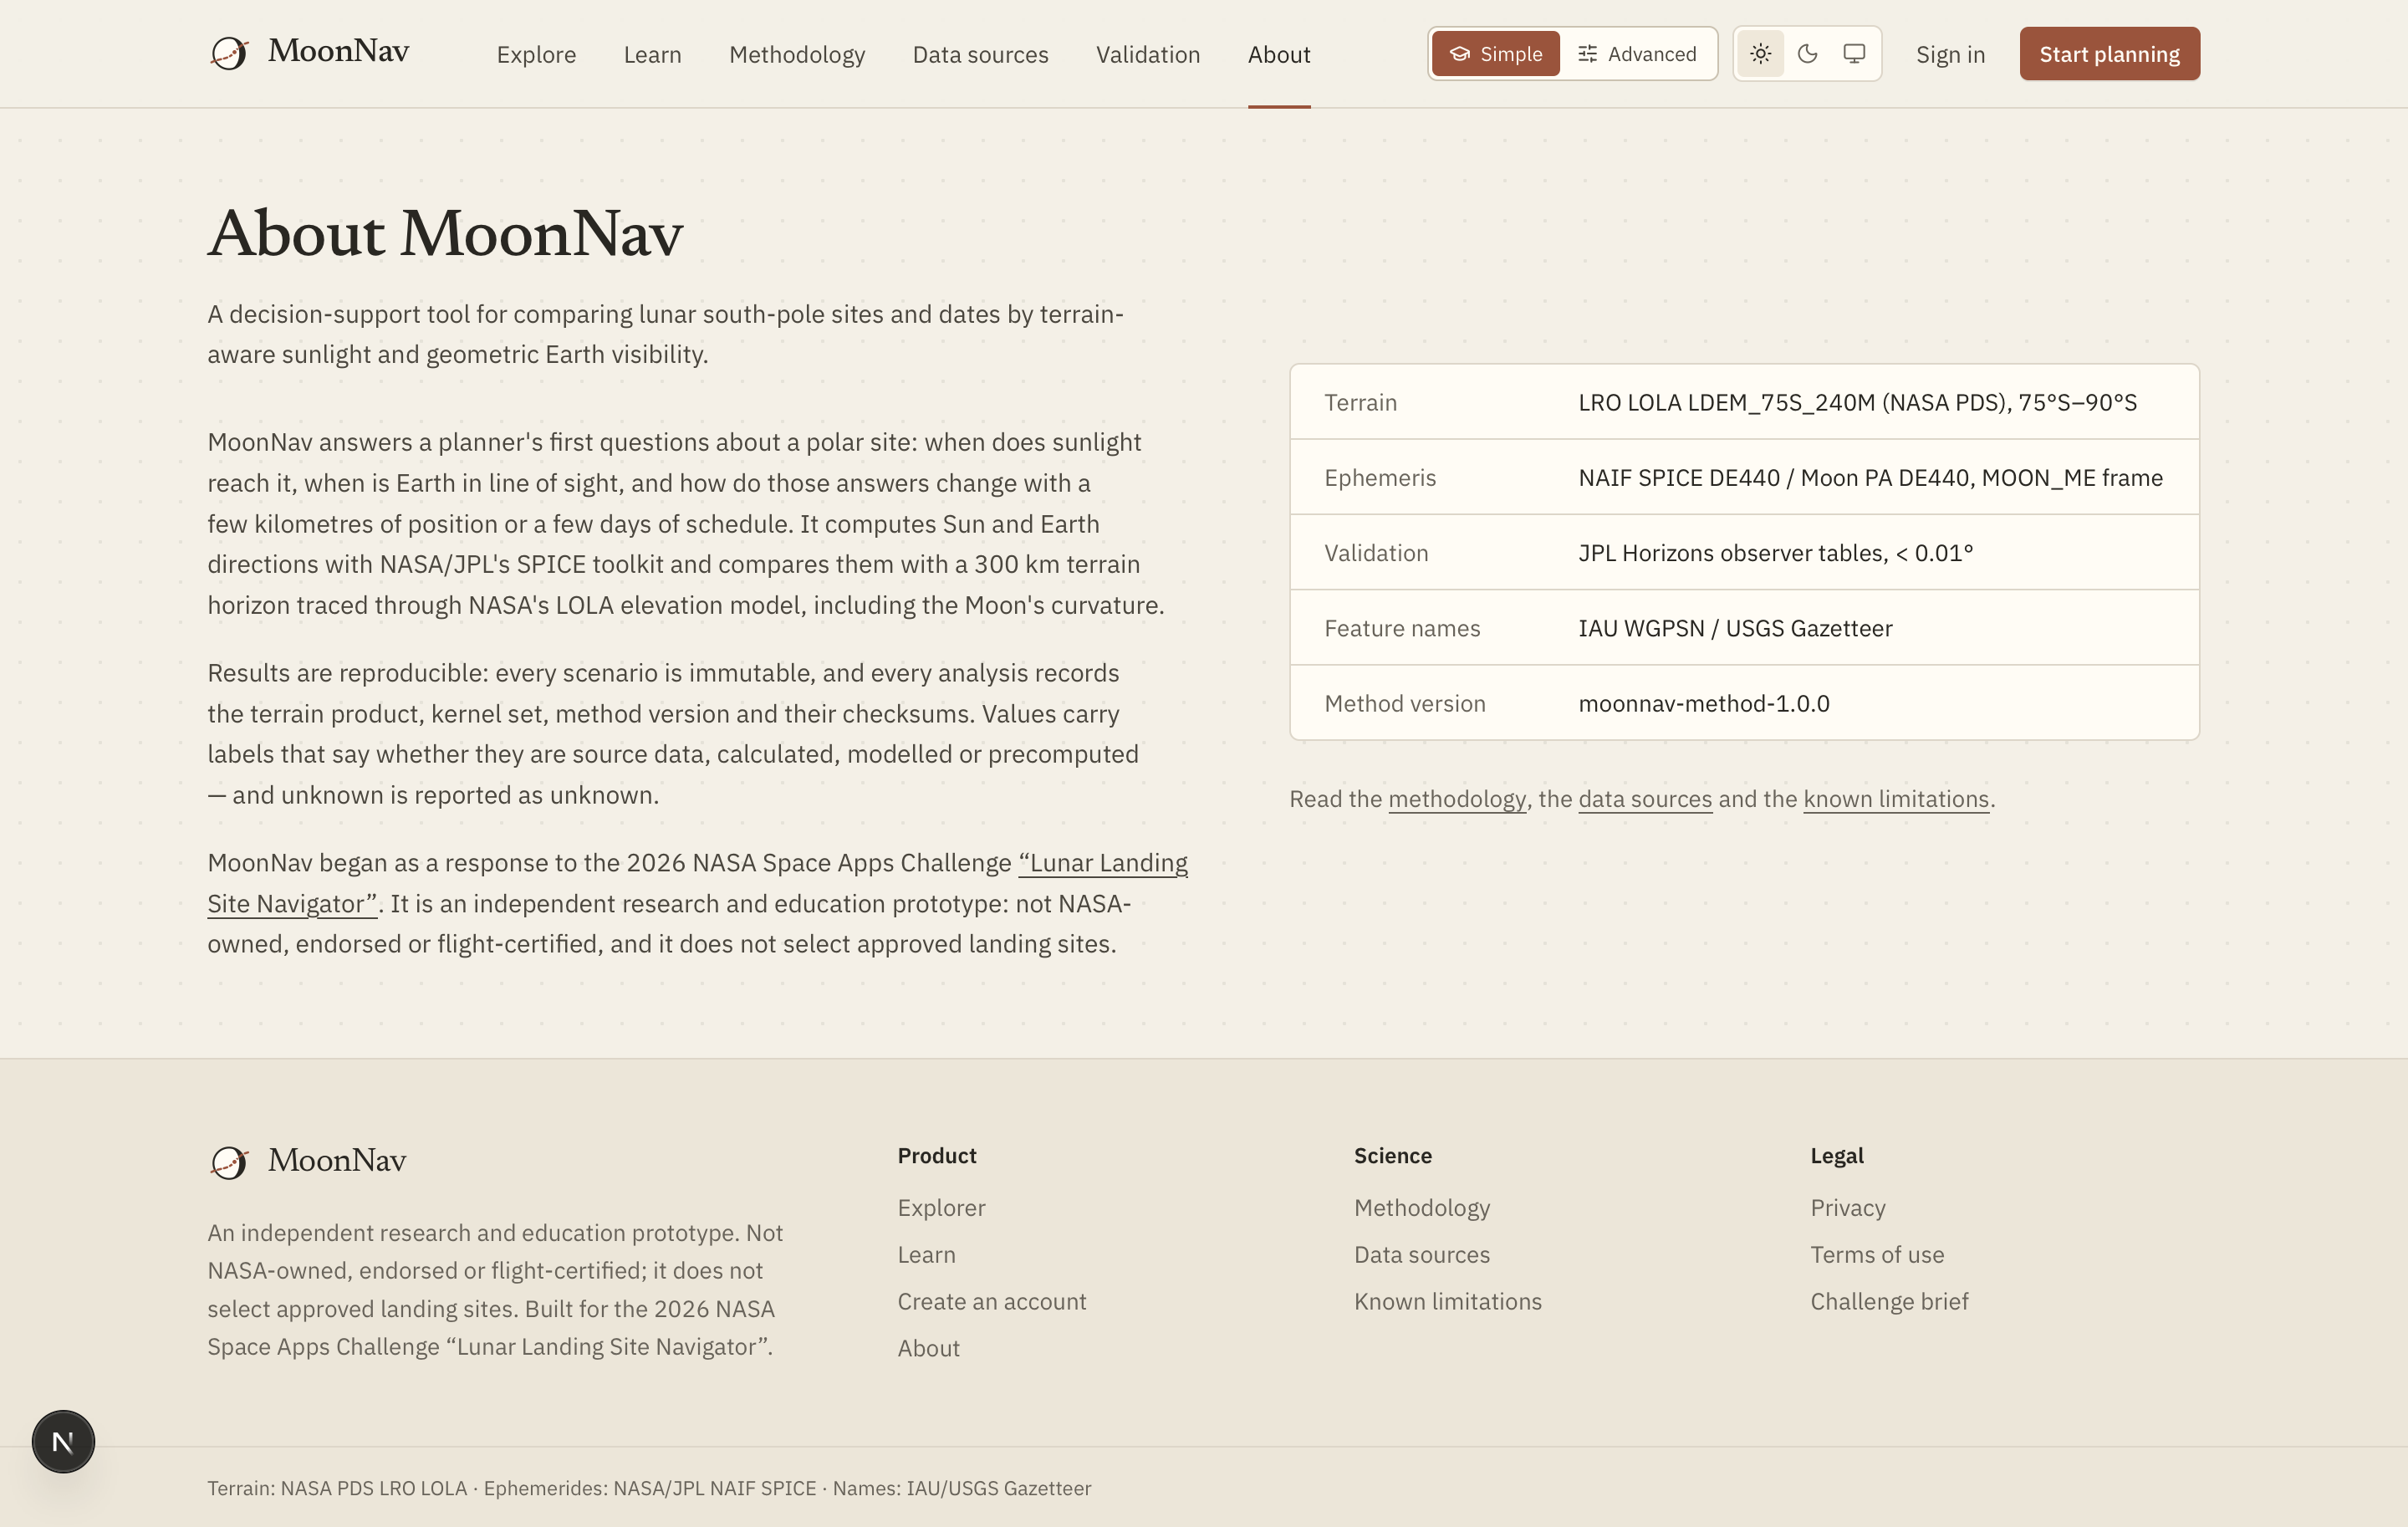 MoonNav
Explore
Learn
Methodology
Data sources
Validation
About
Simple
Advanced
Sign in
Start planning
About MoonNav
A decision-support tool for comparing lunar south-pole sites and dates by terrain-
aware sunlight and geometric Earth visibility.
MoonNav answers a planner's first questions about a polar site: when does sunlight
reach it, when is Earth in line of sight, and how do those answers change with a
few kilometres of position or a few days of schedule. It computes Sun and Earth
directions with NASA/JPL's SPICE toolkit and compares them with a 300 km terrain
horizon traced through NASA's LOLA elevation model, including the Moon's curvature.
Results are reproducible: every scenario is immutable, and every analysis records
the terrain product, kernel set, method version and their checksums. Values carry
labels that say whether they are source data, calculated, modelled or precomputed
— and unknown is reported as unknown.
MoonNav began as a response to the 2026 NASA Space Apps Challenge “Lunar Landing
Site Navigator”. It is an independent research and education prototype: not NASA-
owned, endorsed or flight-certified, and it does not select approved landing sites.
Terrain LRO LOLA LDEM_75S_240M (NASA PDS), 75°S–90°S
Ephemeris NAIF SPICE DE440 / Moon PA DE440, MOON_ME frame
Validation JPL Horizons observer tables, < 0.01°
Feature names IAU WGPSN / USGS Gazetteer
Method version moonnav-method-1.0.0
Read the methodology, the data sources and the known limitations.
MoonNav
An independent research and education prototype. Not
NASA-owned, endorsed or flight-certified; it does not
select approved landing sites. Built for the 2026 NASA
Space Apps Challenge “Lunar Landing Site Navigator”.
Product
Explorer
Learn
Create an account
About
Science
Methodology
Data sources
Known limitations
Legal
Privacy
Terms of use
Challenge brief
N
Terrain: NASA PDS LRO LOLA · Ephemerides: NASA/JPL NAIF SPICE · Names: IAU/USGS Gazetteer